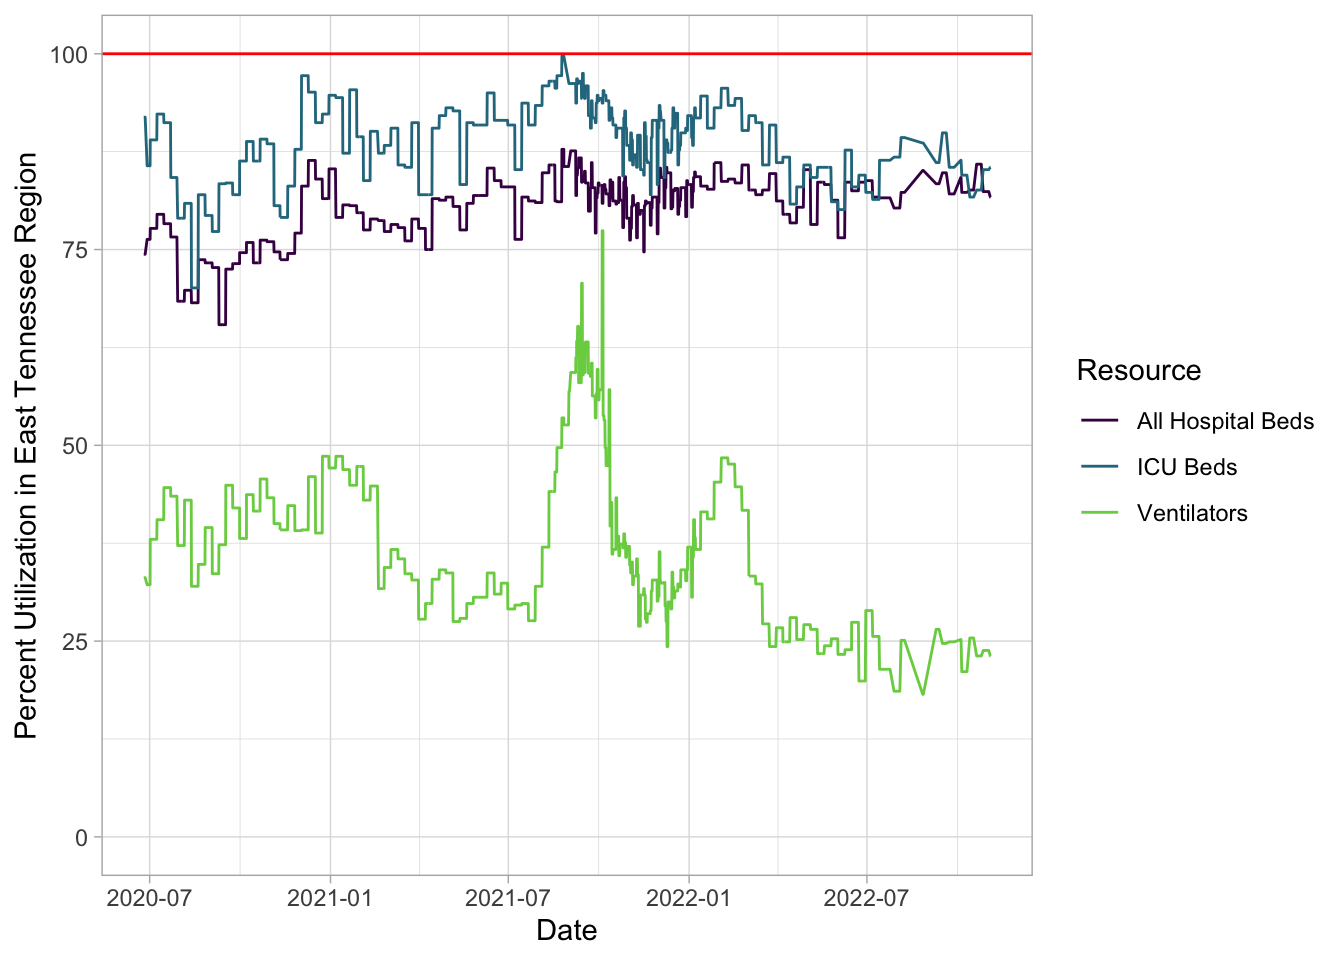 Percent Utilization in East Tennessee Region
100
75
50
25
0
2020-07
2021-01
2021-07
2022-01
2022-07
Date
Resource
All Hospital Beds
ICU Beds
Ventilators